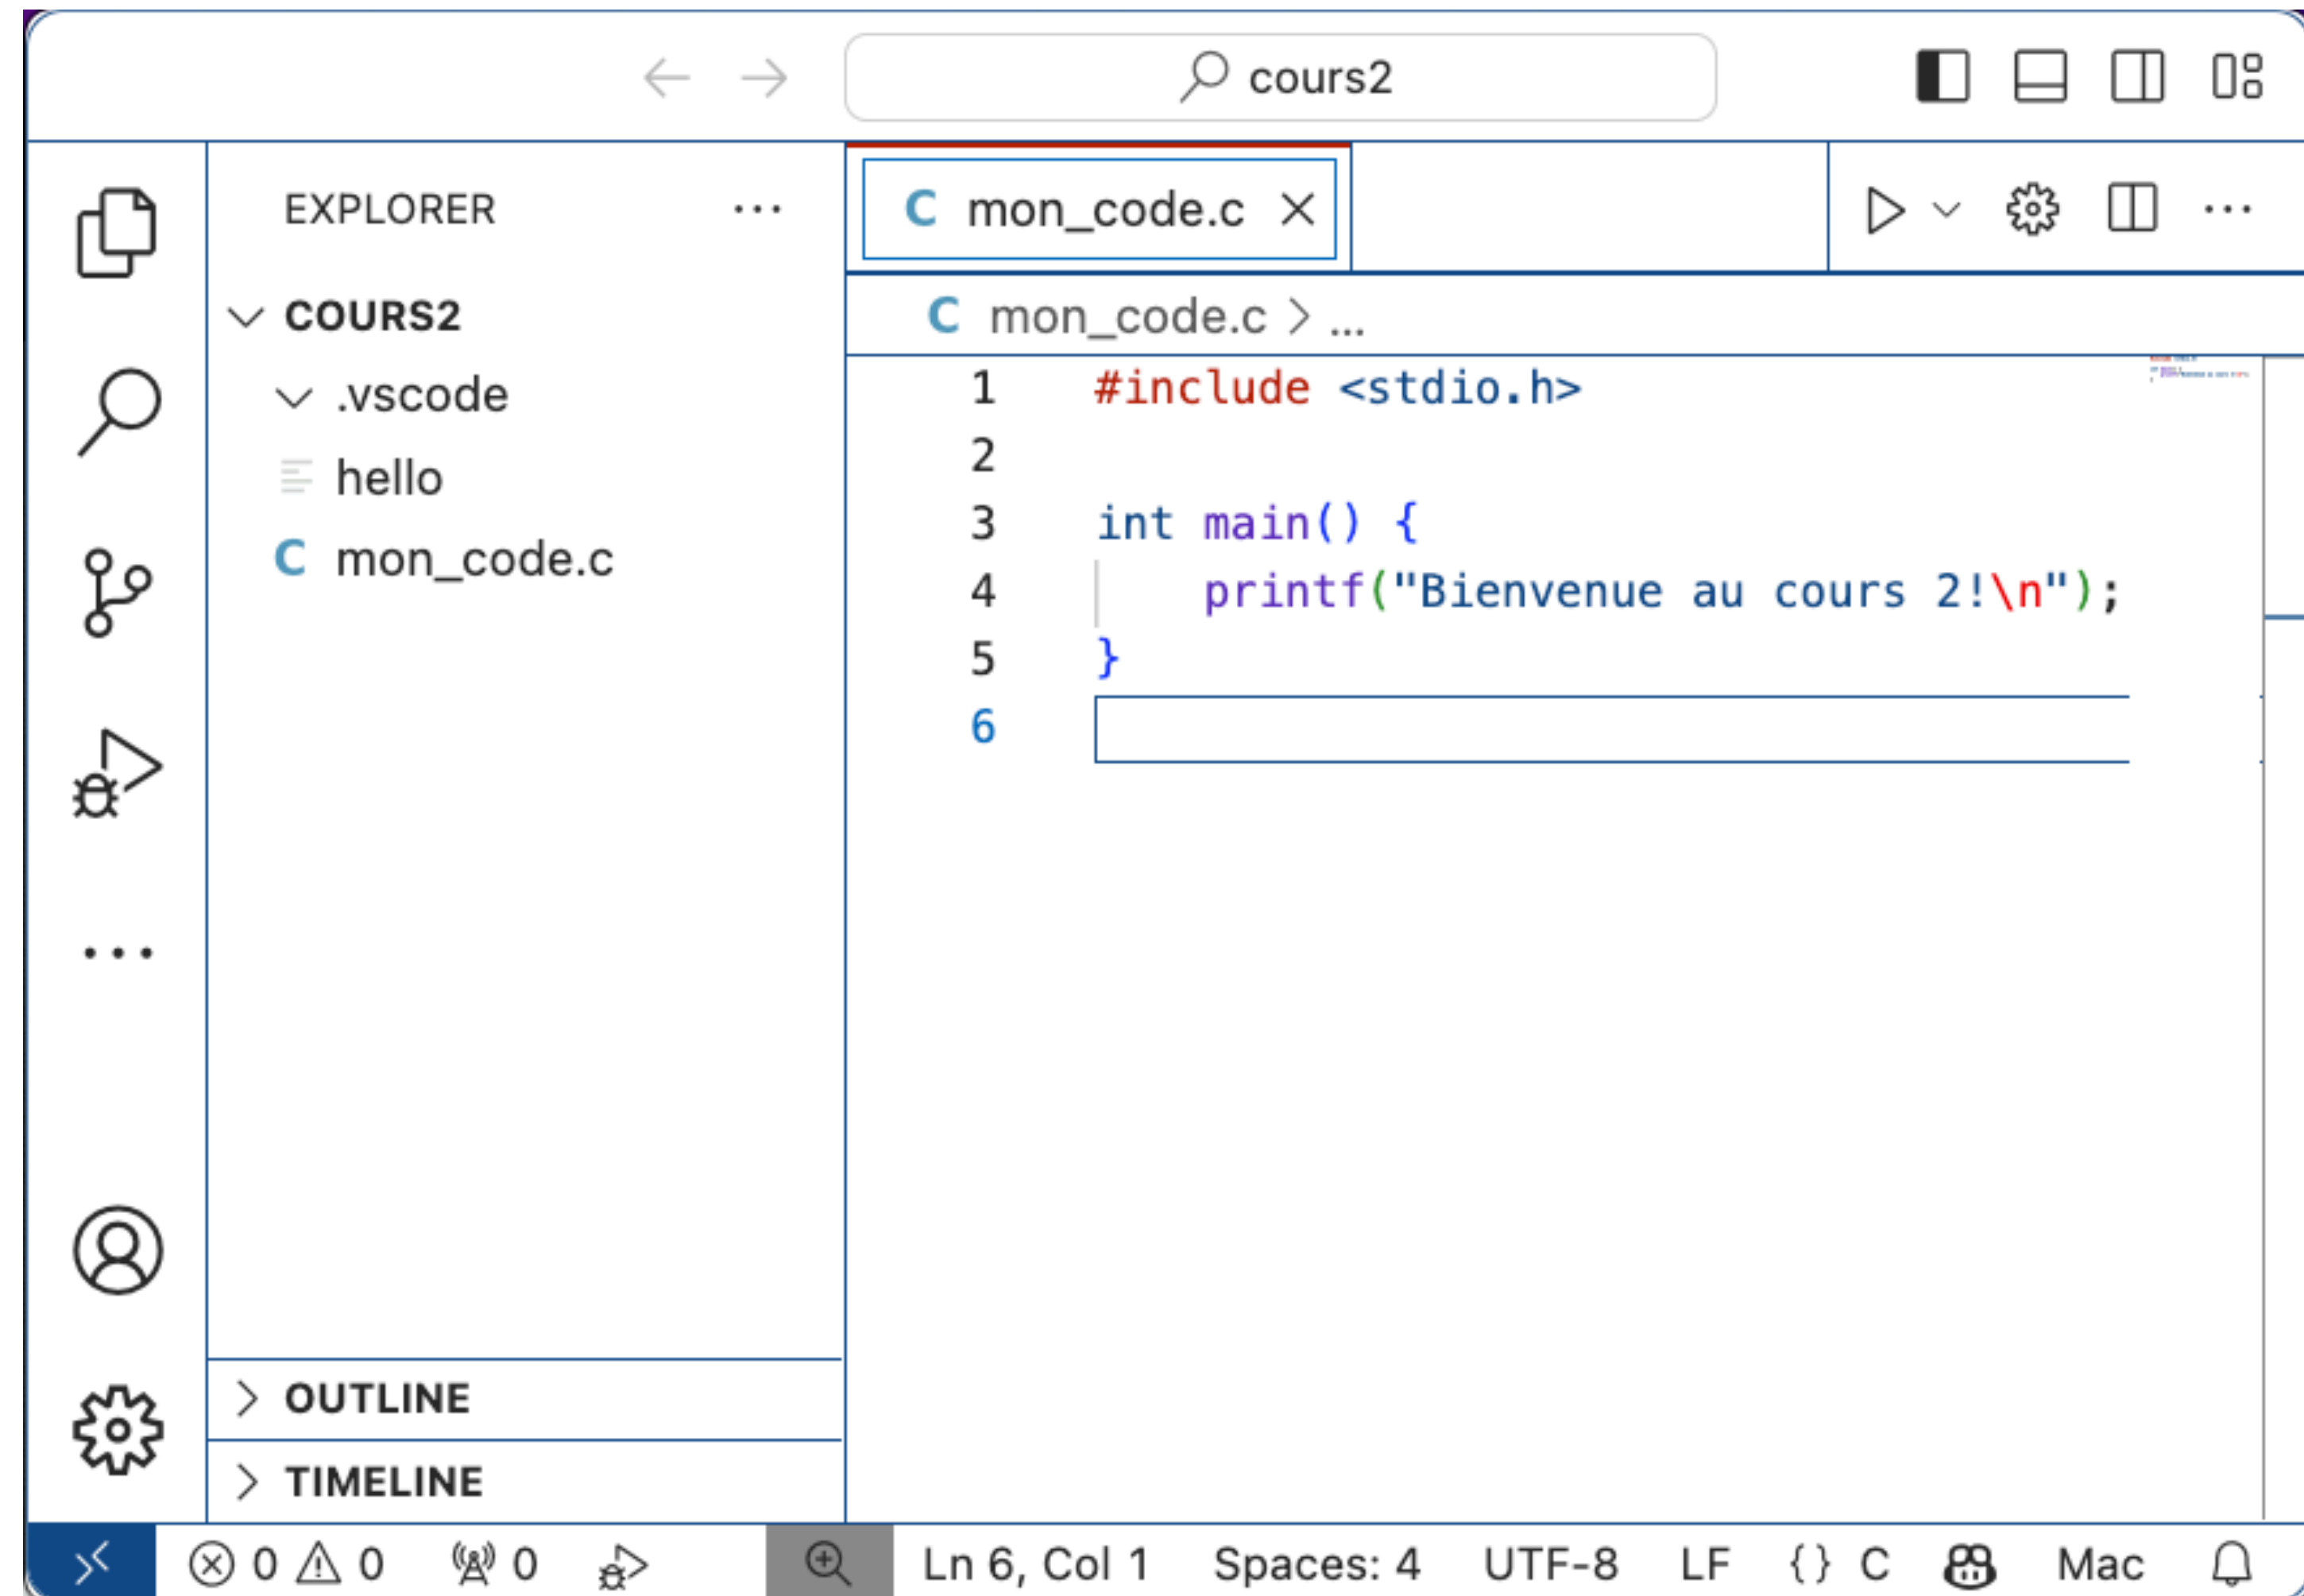 cours2
EXPLORER
COURS2
.vscode
hello
C mon_code.c
OUTLINE
TIMELINE
C mon_code.c
C mon_code.c > ...
1 #include <stdio.h>
2
3 int main() {
4     printf("Bienvenue au cours 2!\n");
5 }
6
0 0 0 Ln 6, Col 1 Spaces: 4 UTF-8 LF {} C Mac